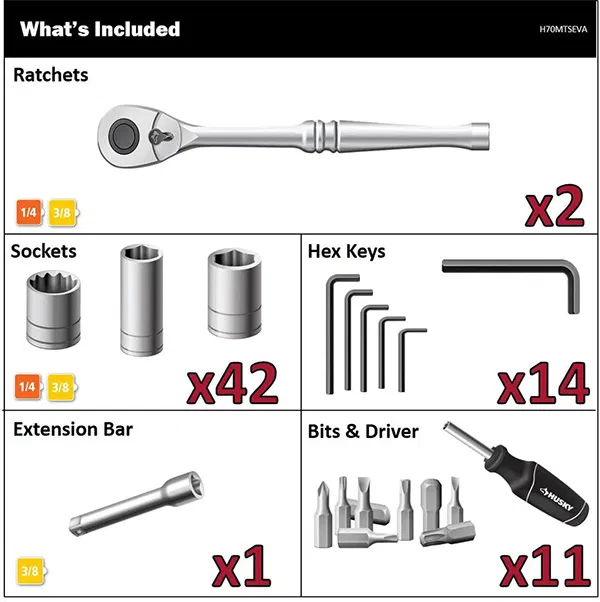 What's Included
H70MTSEVA
Ratchets
1/4 3/8
x2
Sockets
1/4 3/8
x42
Hex Keys
x14
Extension Bar
3/8
x1
Bits & Driver
HUSKY
x11